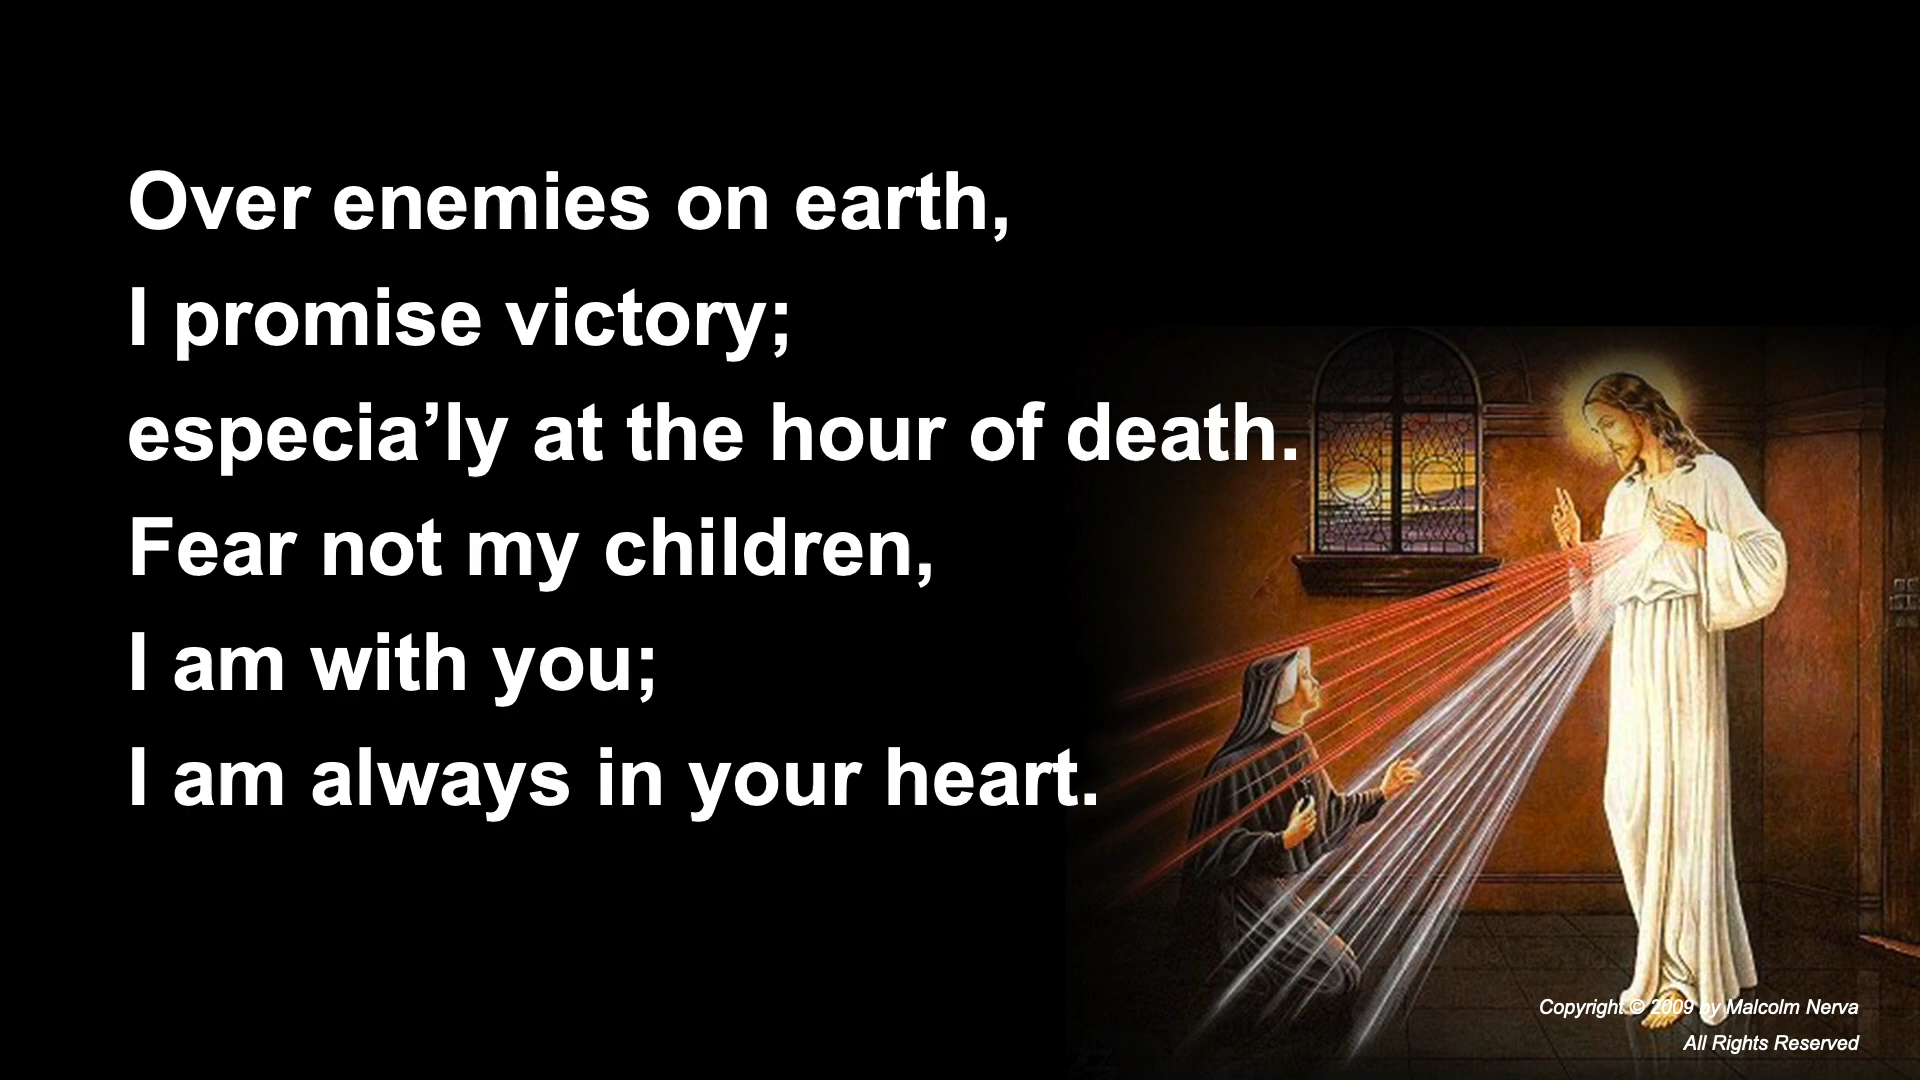 Over enemies on earth,
I promise victory;
especia’ly at the hour of death.
Fear not my children,
I am with you;
I am always in your heart.
Copyright © 2009 by Malcolm Nerva
All Rights Reserved